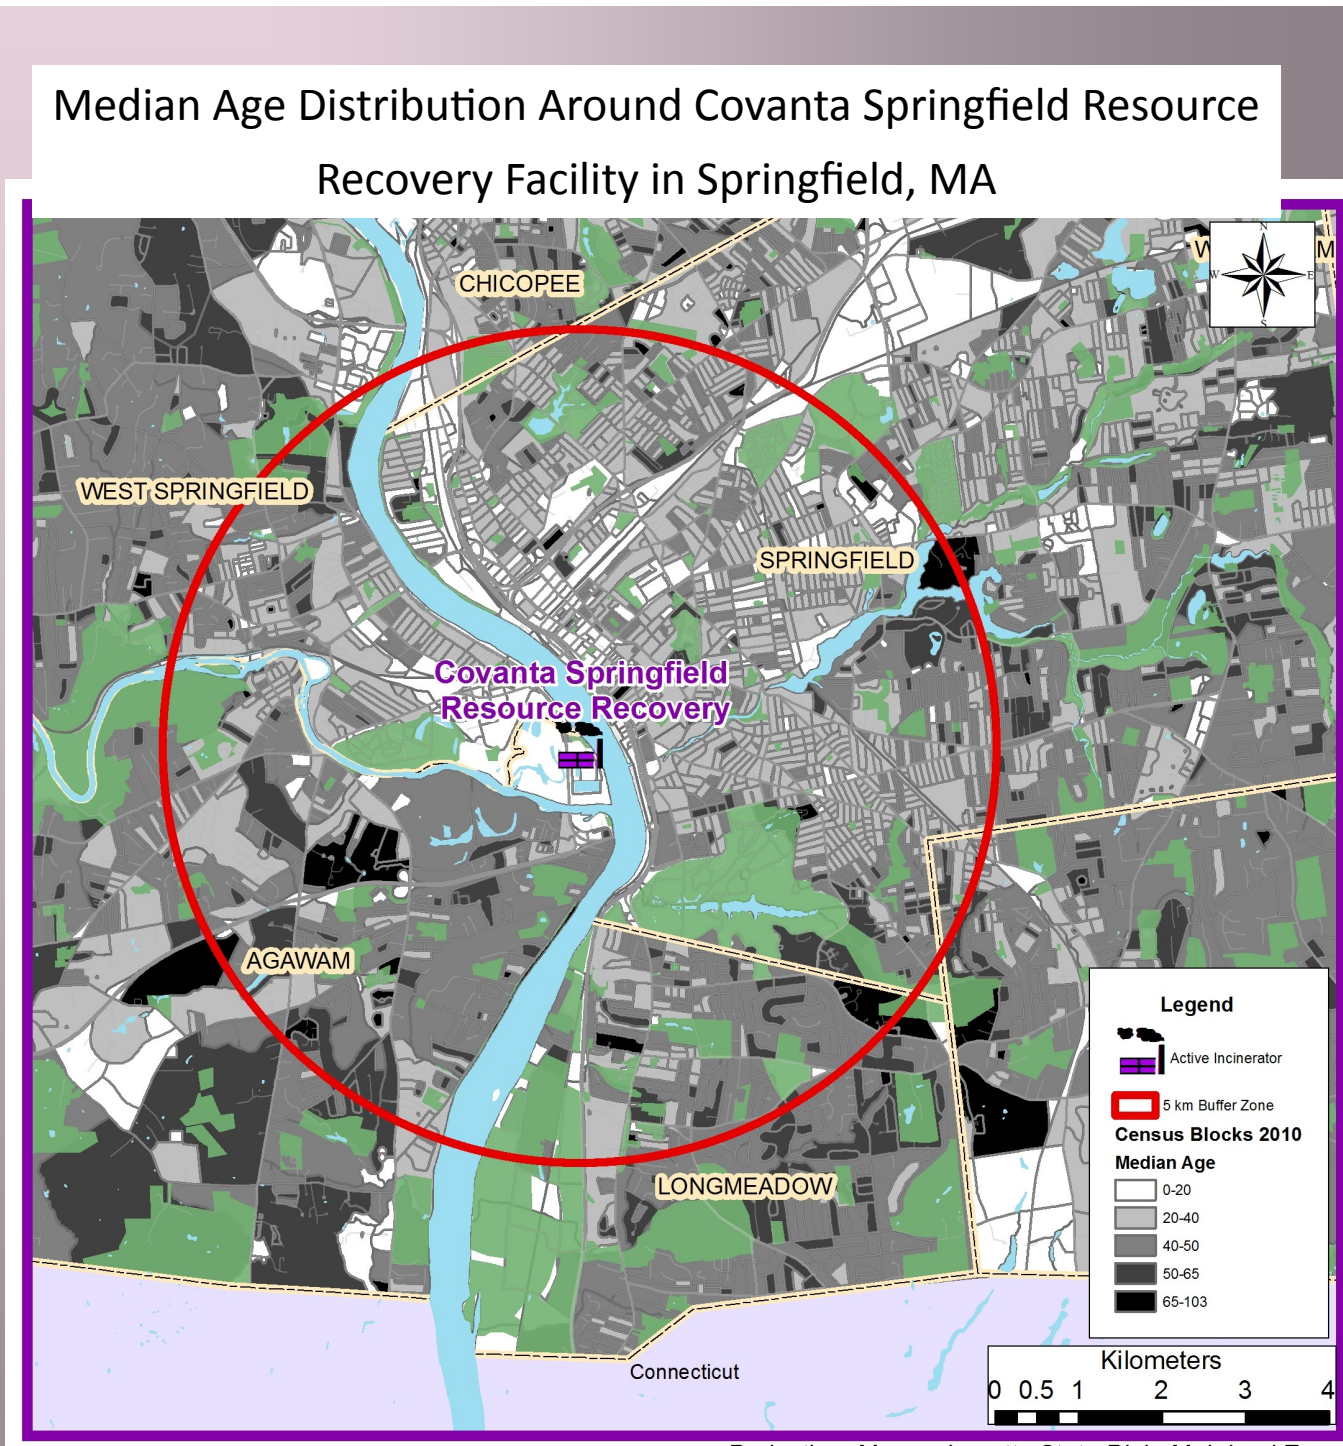 Median Age Distribution Around Covanta Springfield Resource
Recovery Facility in Springfield, MA
CHICOPEE
W
M
N
W
E
S
WEST SPRINGFIELD
SPRINGFIELD
Covanta Springfield
Resource Recovery
AGAWAM
LONGMEADOW
Connecticut
Legend
Active Incinerator
5 km Buffer Zone
Census Blocks 2010
Median Age
0-20
20-40
40-50
50-65
65-103
Kilometers
0 0.5 1 2 3 4